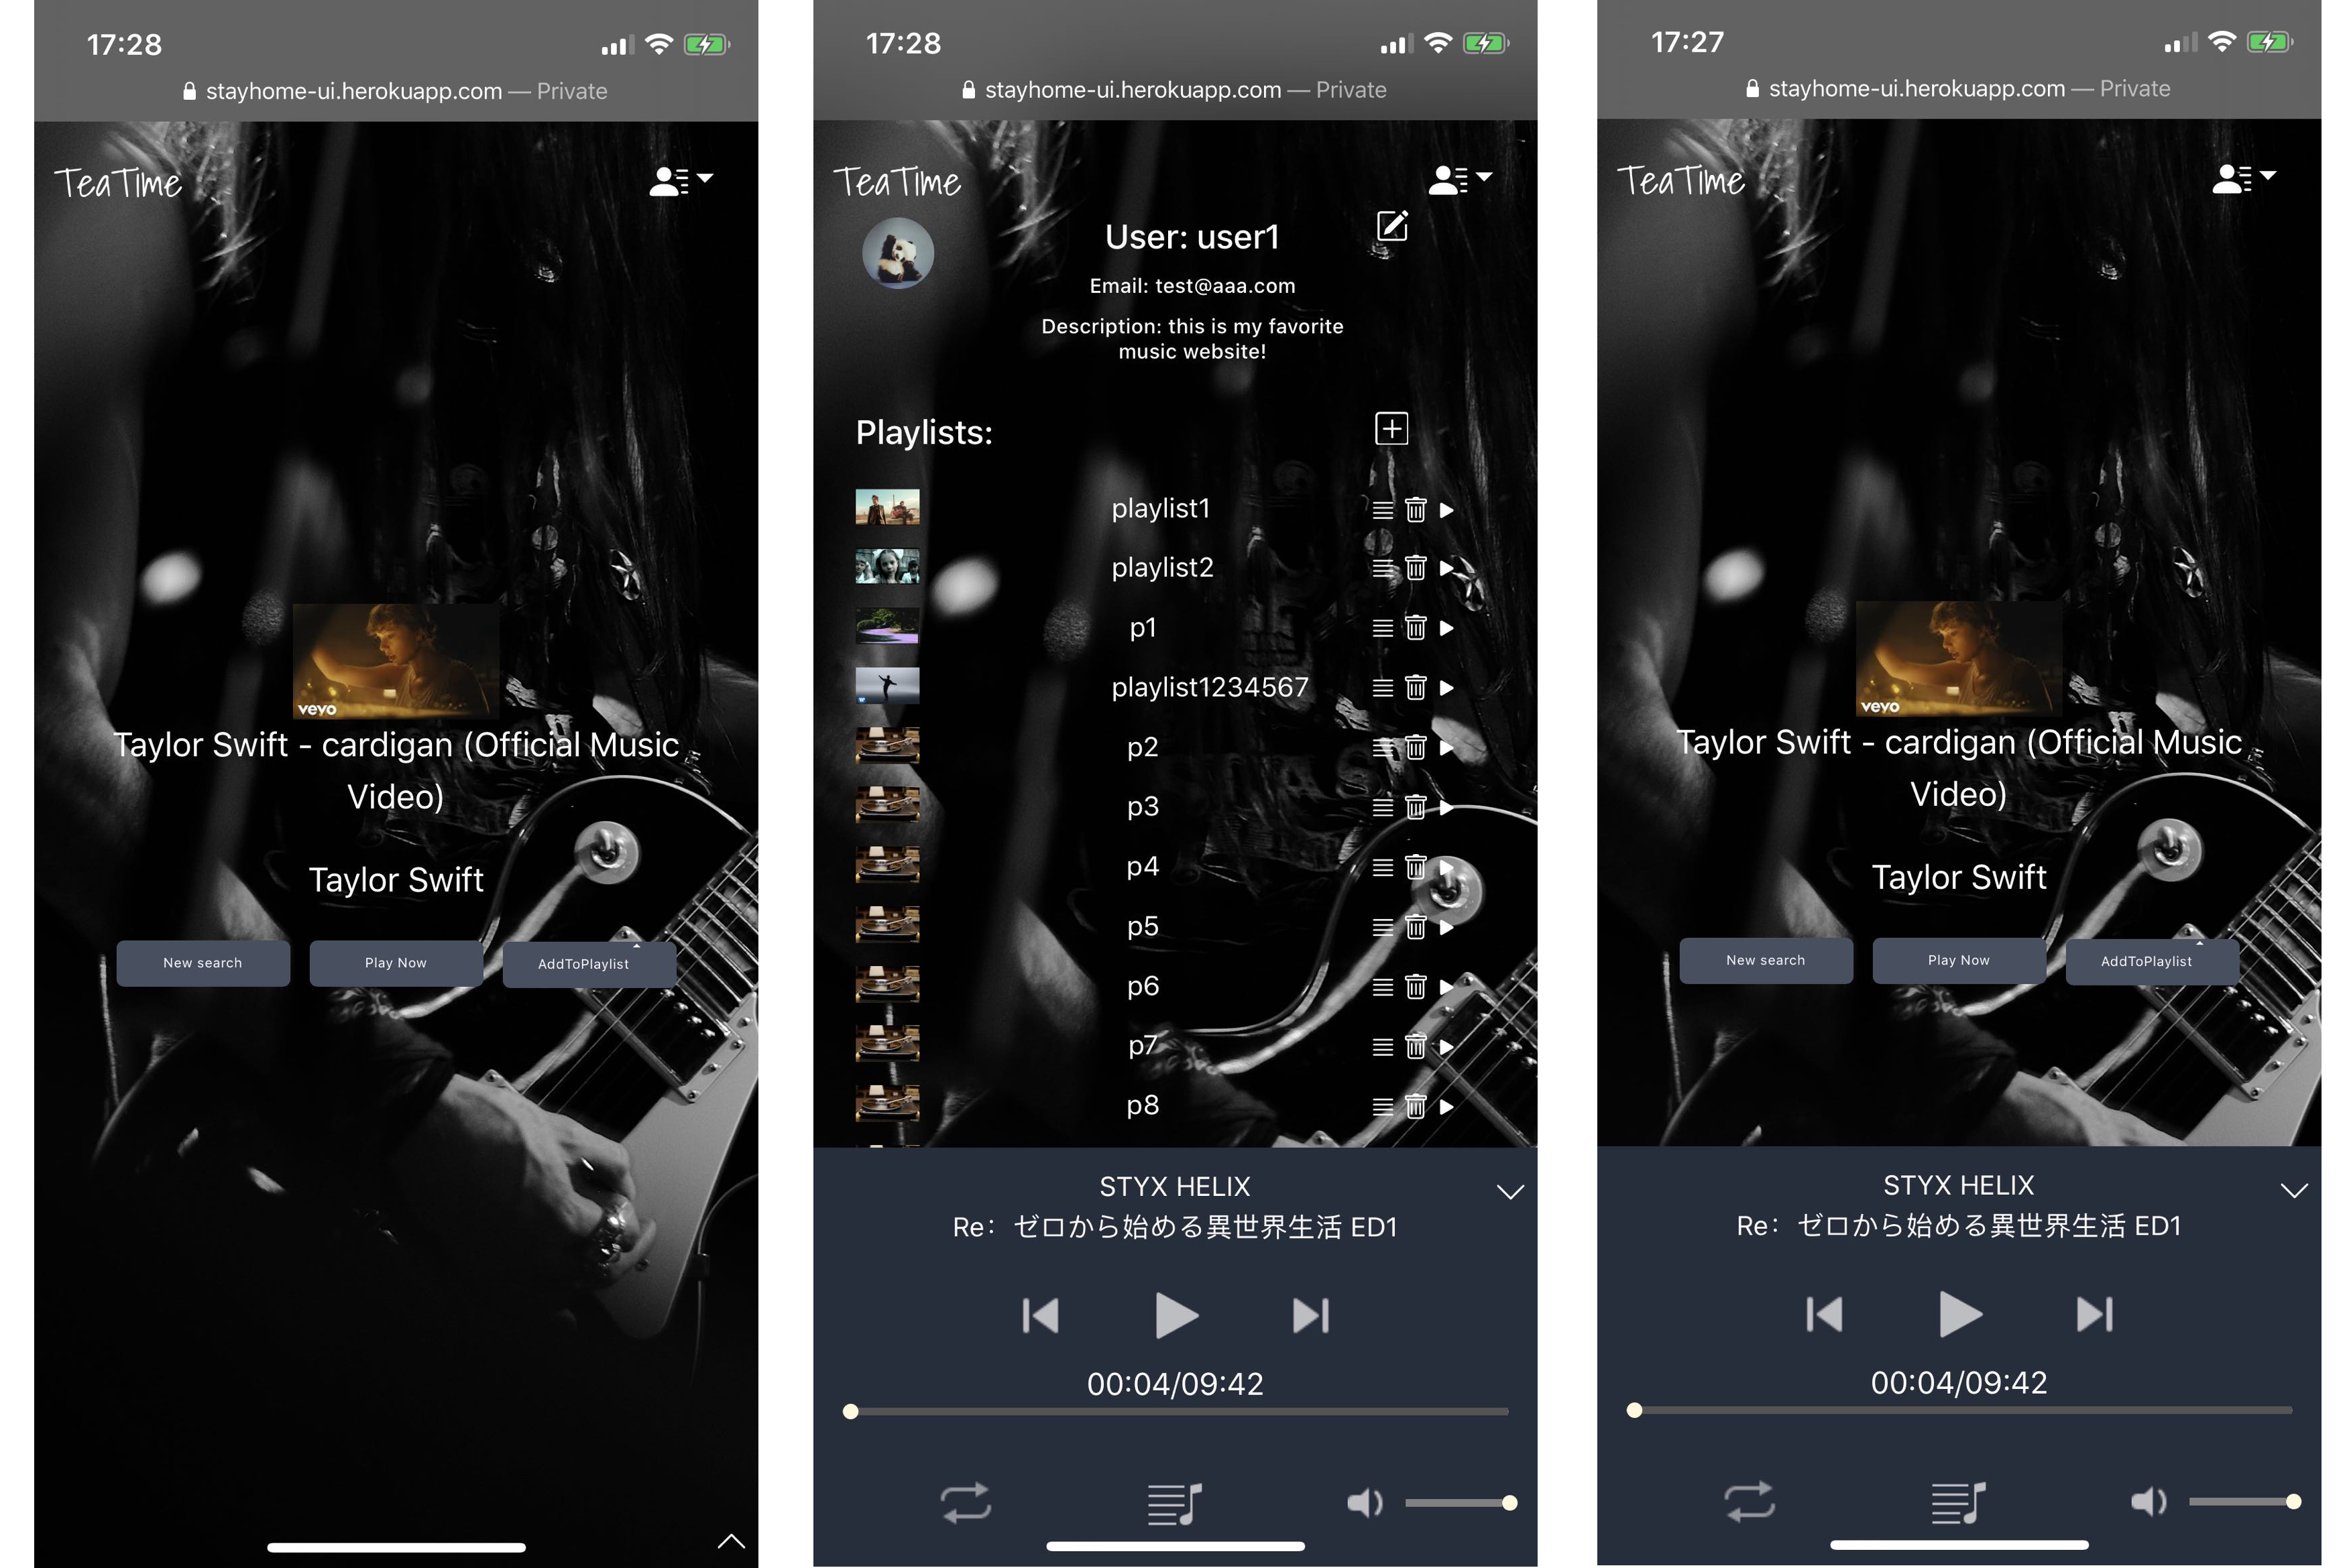 17:28
stayhome-ui.herokuapp.com — Private
TeaTime
vevo
Taylor Swift - cardigan (Official Music
Video)
Taylor Swift
New search
Play Now
AddToPlaylist
17:28
stayhome-ui.herokuapp.com — Private
TeaTime
User: user1
Email: test@aaa.com
Description: this is my favorite
music website!
Playlists:
playlist1
playlist2
p1
playlist1234567
p2
p3
p4
p5
p6
p7
p8
STYX HELIX
Re：ゼロから始める異世界生活 ED1
00:04/09:42
17:27
stayhome-ui.herokuapp.com — Private
TeaTime
vevo
Taylor Swift - cardigan (Official Music
Video)
Taylor Swift
New search
Play Now
AddToPlaylist
STYX HELIX
Re：ゼロから始める異世界生活 ED1
00:04/09:42